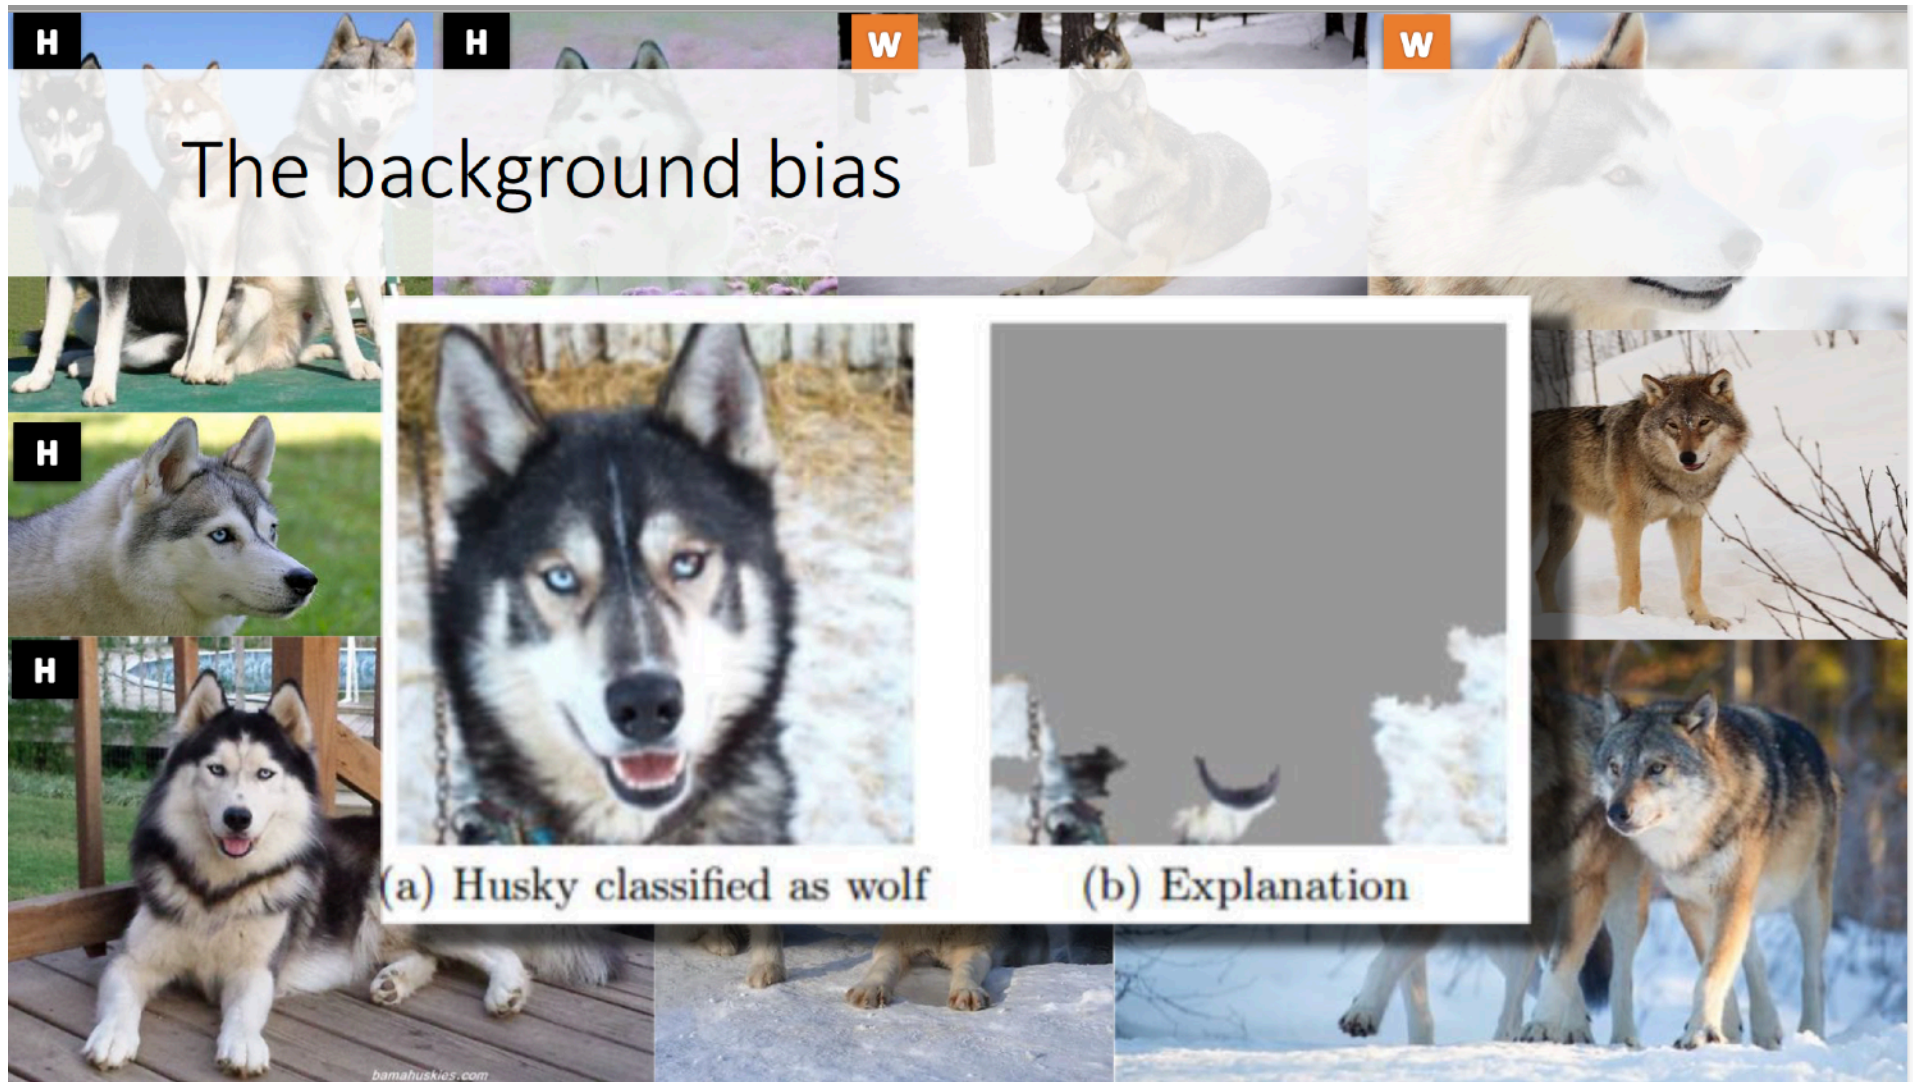 H
H
W
W
The background bias
H
H
(a) Husky classified as wolf
(b) Explanation
bamahuskies.com